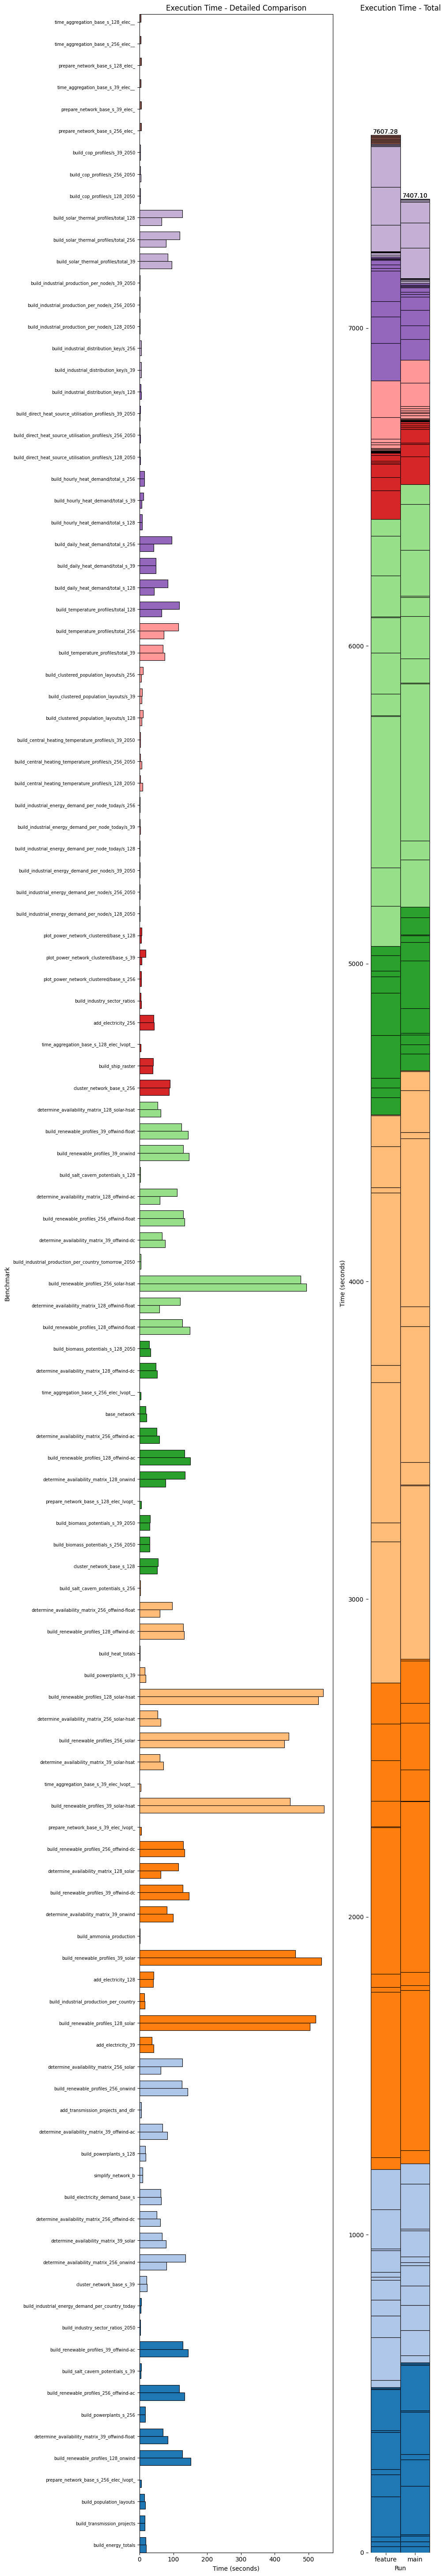 Execution Time - Detailed Comparison
time_aggregation_base_s_128_elec__
time_aggregation_base_s_256_elec__
prepare_network_base_s_128_elec_
time_aggregation_base_s_39_elec__
prepare_network_base_s_39_elec_
prepare_network_base_s_256_elec_
build_cop_profiles/s_39_2050
build_cop_profiles/s_256_2050
build_cop_profiles/s_128_2050
build_solar_thermal_profiles/total_128
build_solar_thermal_profiles/total_256
build_solar_thermal_profiles/total_39
build_industrial_production_per_node/s_39_2050
build_industrial_production_per_node/s_256_2050
build_industrial_production_per_node/s_128_2050
build_industrial_distribution_key/s_256
build_industrial_distribution_key/s_39
build_industrial_distribution_key/s_128
build_direct_heat_source_utilisation_profiles/s_39_2050
build_direct_heat_source_utilisation_profiles/s_256_2050
build_direct_heat_source_utilisation_profiles/s_128_2050
build_hourly_heat_demand/total_s_256
build_hourly_heat_demand/total_s_39
build_hourly_heat_demand/total_s_128
build_daily_heat_demand/total_s_256
build_daily_heat_demand/total_s_39
build_daily_heat_demand/total_s_128
build_temperature_profiles/total_128
build_temperature_profiles/total_256
build_temperature_profiles/total_39
build_clustered_population_layouts/s_256
build_clustered_population_layouts/s_39
build_clustered_population_layouts/s_128
build_central_heating_temperature_profiles/s_39_2050
build_central_heating_temperature_profiles/s_256_2050
build_central_heating_temperature_profiles/s_128_2050
build_industrial_energy_demand_per_node_today/s_256
build_industrial_energy_demand_per_node_today/s_39
build_industrial_energy_demand_per_node_today/s_128
build_industrial_energy_demand_per_node/s_39_2050
build_industrial_energy_demand_per_node/s_256_2050
build_industrial_energy_demand_per_node/s_128_2050
plot_power_network_clustered/base_s_128
plot_power_network_clustered/base_s_39
plot_power_network_clustered/base_s_256
build_industry_sector_ratios
add_electricity_256
time_aggregation_base_s_128_elec_lvopt__
build_ship_raster
cluster_network_base_s_256
determine_availability_matrix_128_solar-hsat
build_renewable_profiles_39_offwind-float
build_renewable_profiles_39_onwind
build_salt_cavern_potentials_s_128
determine_availability_matrix_128_offwind-ac
build_renewable_profiles_256_offwind-float
determine_availability_matrix_39_offwind-dc
build_industrial_production_per_country_tomorrow_2050
build_renewable_profiles_256_solar-hsat
determine_availability_matrix_128_offwind-float
build_renewable_profiles_128_offwind-float
build_biomass_potentials_s_128_2050
determine_availability_matrix_128_offwind-dc
time_aggregation_base_s_256_elec_lvopt__
base_network
determine_availability_matrix_256_offwind-ac
build_renewable_profiles_128_offwind-ac
determine_availability_matrix_128_onwind
prepare_network_base_s_128_elec_lvopt_
build_biomass_potentials_s_39_2050
build_biomass_potentials_s_256_2050
cluster_network_base_s_128
build_salt_cavern_potentials_s_256
determine_availability_matrix_256_offwind-float
build_renewable_profiles_128_offwind-dc
build_heat_totals
build_powerplants_s_39
build_renewable_profiles_128_solar-hsat
determine_availability_matrix_256_solar-hsat
build_renewable_profiles_256_solar
determine_availability_matrix_39_solar-hsat
time_aggregation_base_s_39_elec_lvopt__
build_renewable_profiles_39_solar-hsat
prepare_network_base_s_39_elec_lvopt_
build_renewable_profiles_256_offwind-dc
determine_availability_matrix_128_solar
build_renewable_profiles_39_offwind-dc
determine_availability_matrix_39_onwind
build_ammonia_production
build_renewable_profiles_39_solar
add_electricity_128
build_industrial_production_per_country
build_renewable_profiles_128_solar
add_electricity_39
determine_availability_matrix_256_solar
build_renewable_profiles_256_onwind
add_transmission_projects_and_dlr
determine_availability_matrix_39_offwind-ac
build_powerplants_s_128
simplify_network_b
build_electricity_demand_base_s
determine_availability_matrix_256_offwind-dc
determine_availability_matrix_39_solar
determine_availability_matrix_256_onwind
cluster_network_base_s_39
build_industrial_energy_demand_per_country_today
build_industry_sector_ratios_2050
build_renewable_profiles_39_offwind-ac
build_salt_cavern_potentials_s_39
build_renewable_profiles_256_offwind-ac
build_powerplants_s_256
determine_availability_matrix_39_offwind-float
build_renewable_profiles_128_onwind
prepare_network_base_s_256_elec_lvopt_
build_population_layouts
build_transmission_projects
build_energy_totals
Benchmark
0 100 200 300 400 500
Time (seconds)
Execution Time - Total
7607.28
7407.10
7000
6000
5000
4000
3000
2000
1000
0
Time (seconds)
feature main
Run